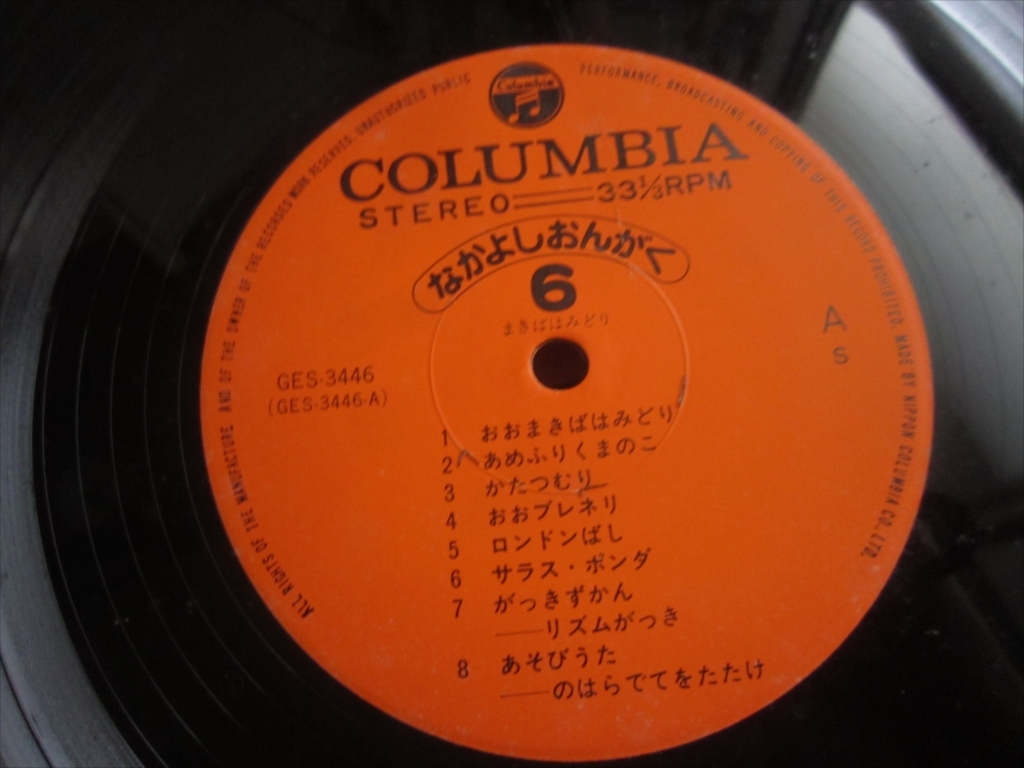 Columbia
COLUMBIA
STEREO 33⅓RPM
なかよしおんがく
6
まきばはみどり
A
s
GES-3446
(GES-3446-A)
1 おおまきばはみどり
2 あめふりくまのこ
3 かたつむり
4 おおブレネリ
5 ロンドンばし
6 サラス・ポンダ
7 がっきずかん
——リズムがっき
8 あそびうた
——のはらでてをたたけ
ALL RIGHTS OF THE MANUFACTURE AND OF THE OWNER OF THE RECORDED WORK RESERVED. UNAUTHORIZED PUBLIC PERFORMANCE, BROADCASTING AND COPYING OF THIS RECORD PROHIBITED. MADE BY NIPPON COLUMBIA CO., LTD.